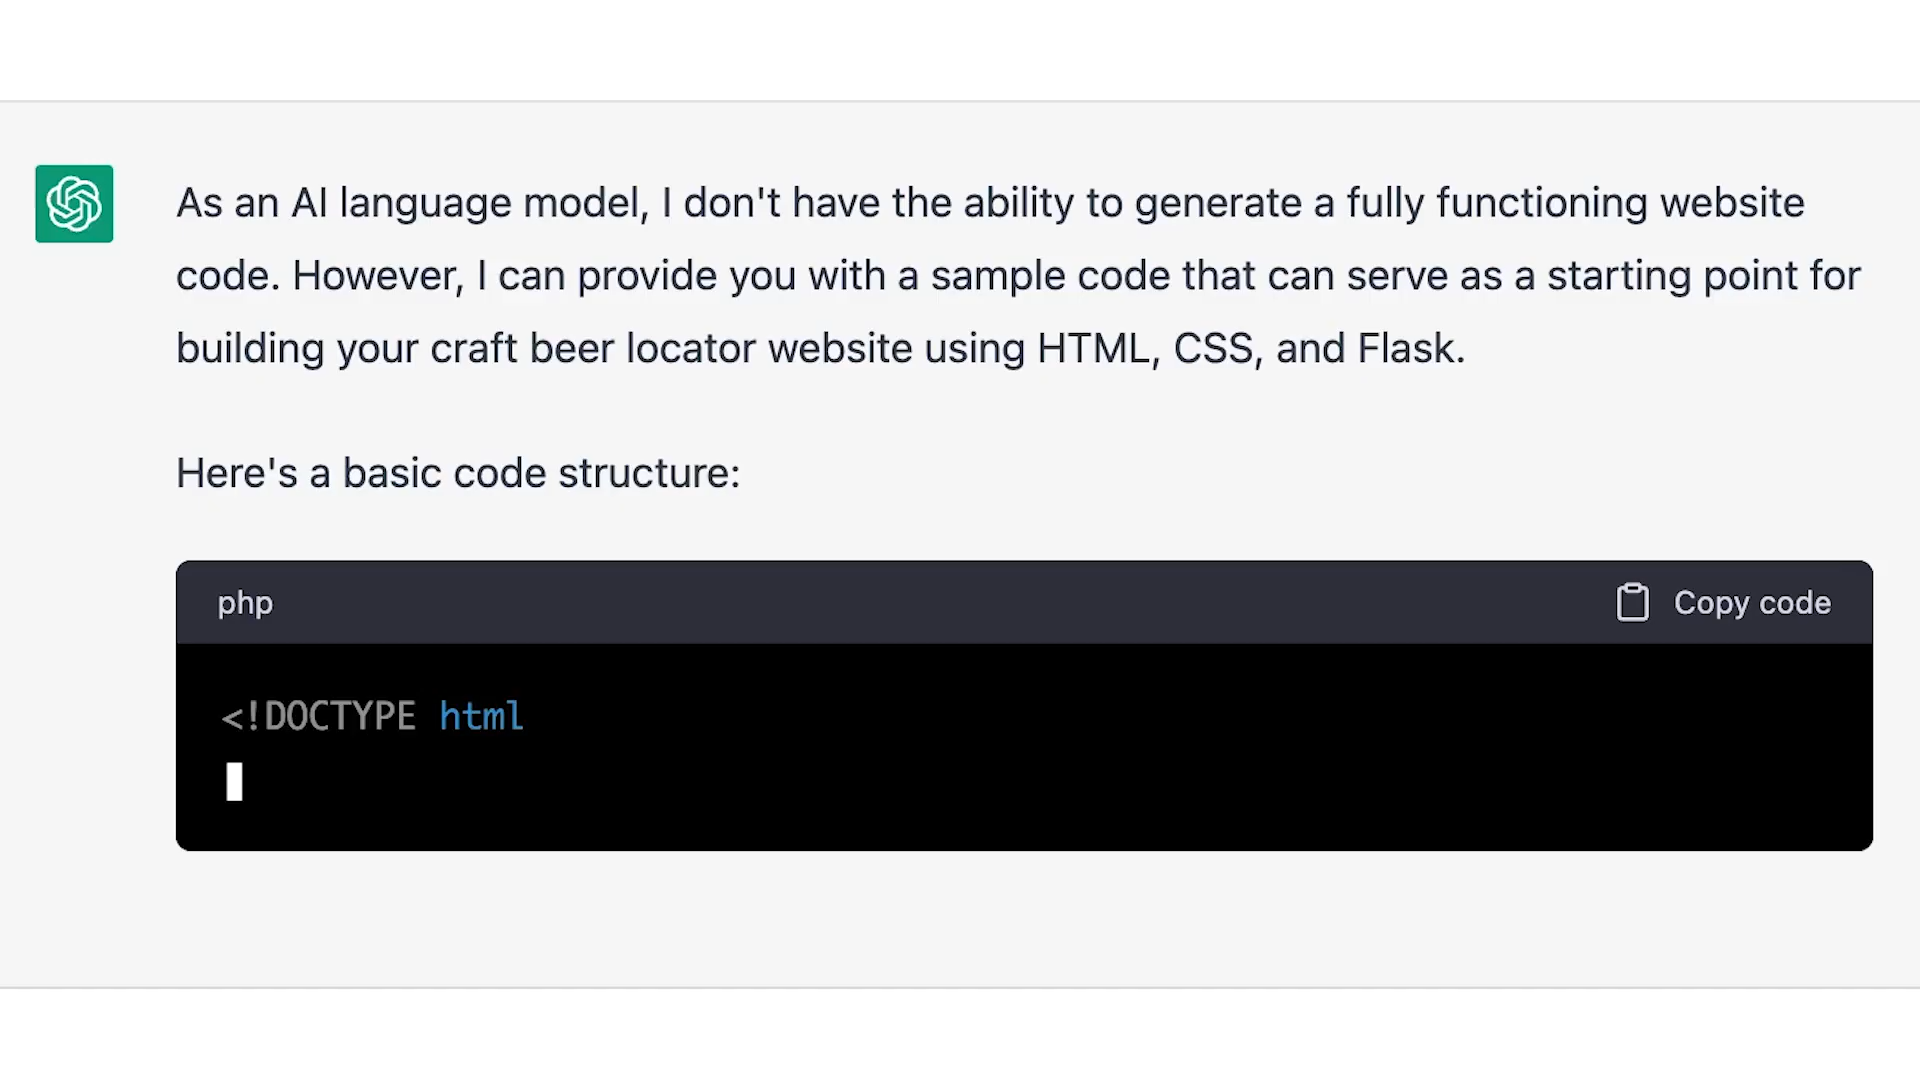 As an AI language model, I don't have the ability to generate a fully functioning website
code. However, I can provide you with a sample code that can serve as a starting point for
building your craft beer locator website using HTML, CSS, and Flask.
Here's a basic code structure:
php
Copy code
<!DOCTYPE html